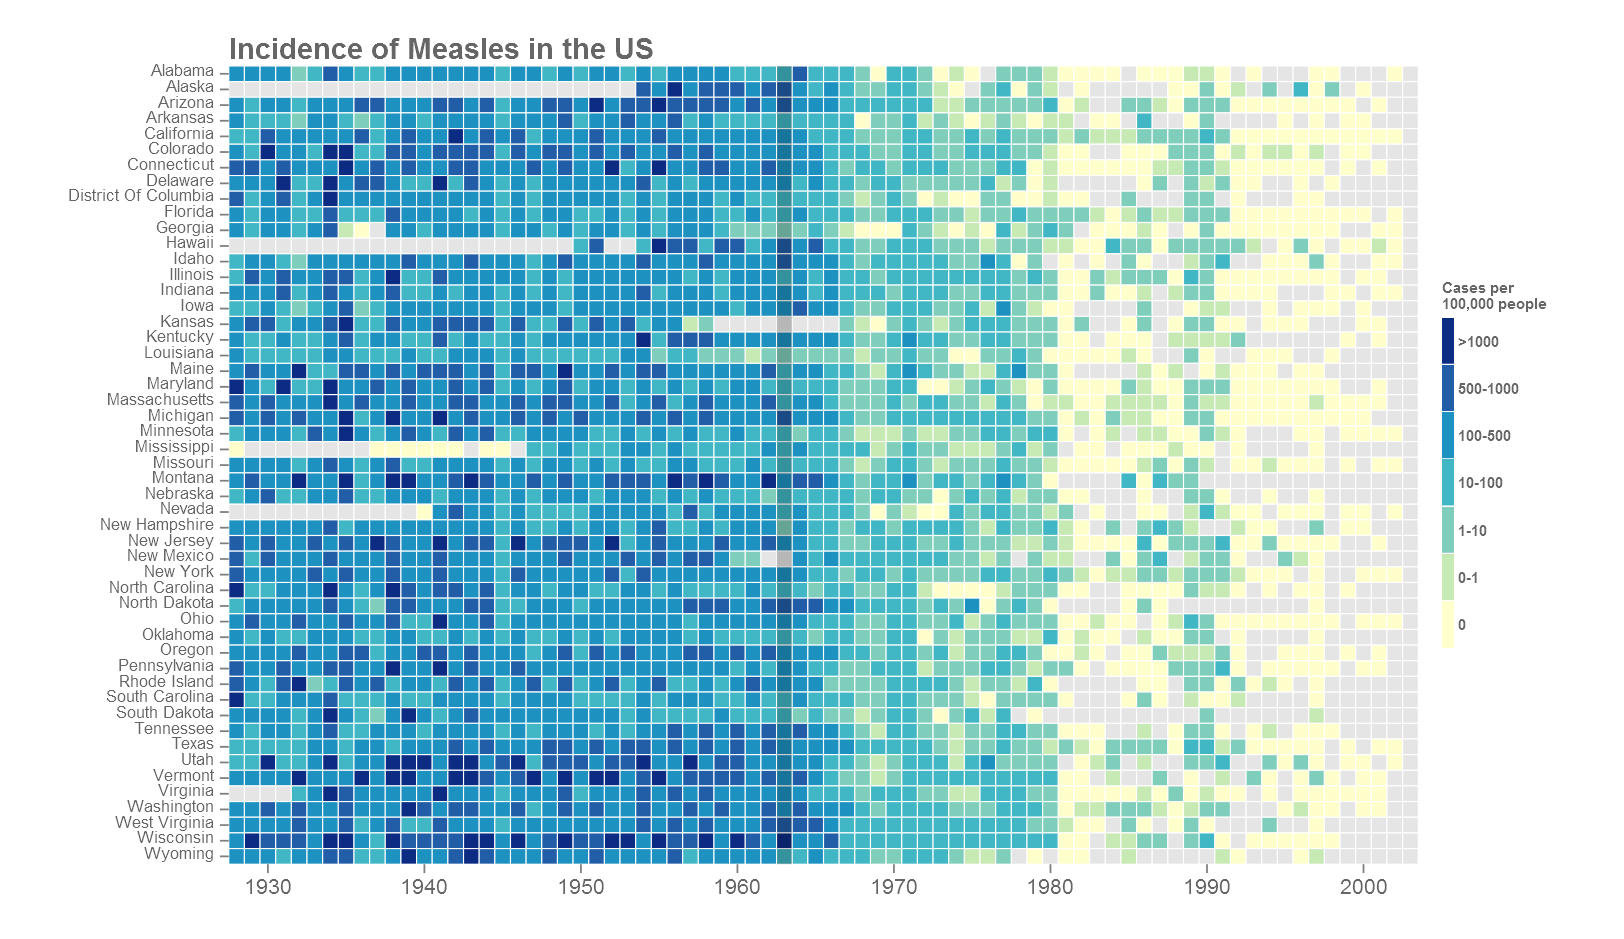 Incidence of Measles in the US
Alabama
Alaska
Arizona
Arkansas
California
Colorado
Connecticut
Delaware
District Of Columbia
Florida
Georgia
Hawaii
Idaho
Illinois
Indiana
Iowa
Kansas
Kentucky
Louisiana
Maine
Maryland
Massachusetts
Michigan
Minnesota
Mississippi
Missouri
Montana
Nebraska
Nevada
New Hampshire
New Jersey
New Mexico
New York
North Carolina
North Dakota
Ohio
Oklahoma
Oregon
Pennsylvania
Rhode Island
South Carolina
South Dakota
Tennessee
Texas
Utah
Vermont
Virginia
Washington
West Virginia
Wisconsin
Wyoming
1930 1940 1950 1960 1970 1980 1990 2000
Cases per
100,000 people
>1000
500-1000
100-500
10-100
1-10
0-1
0